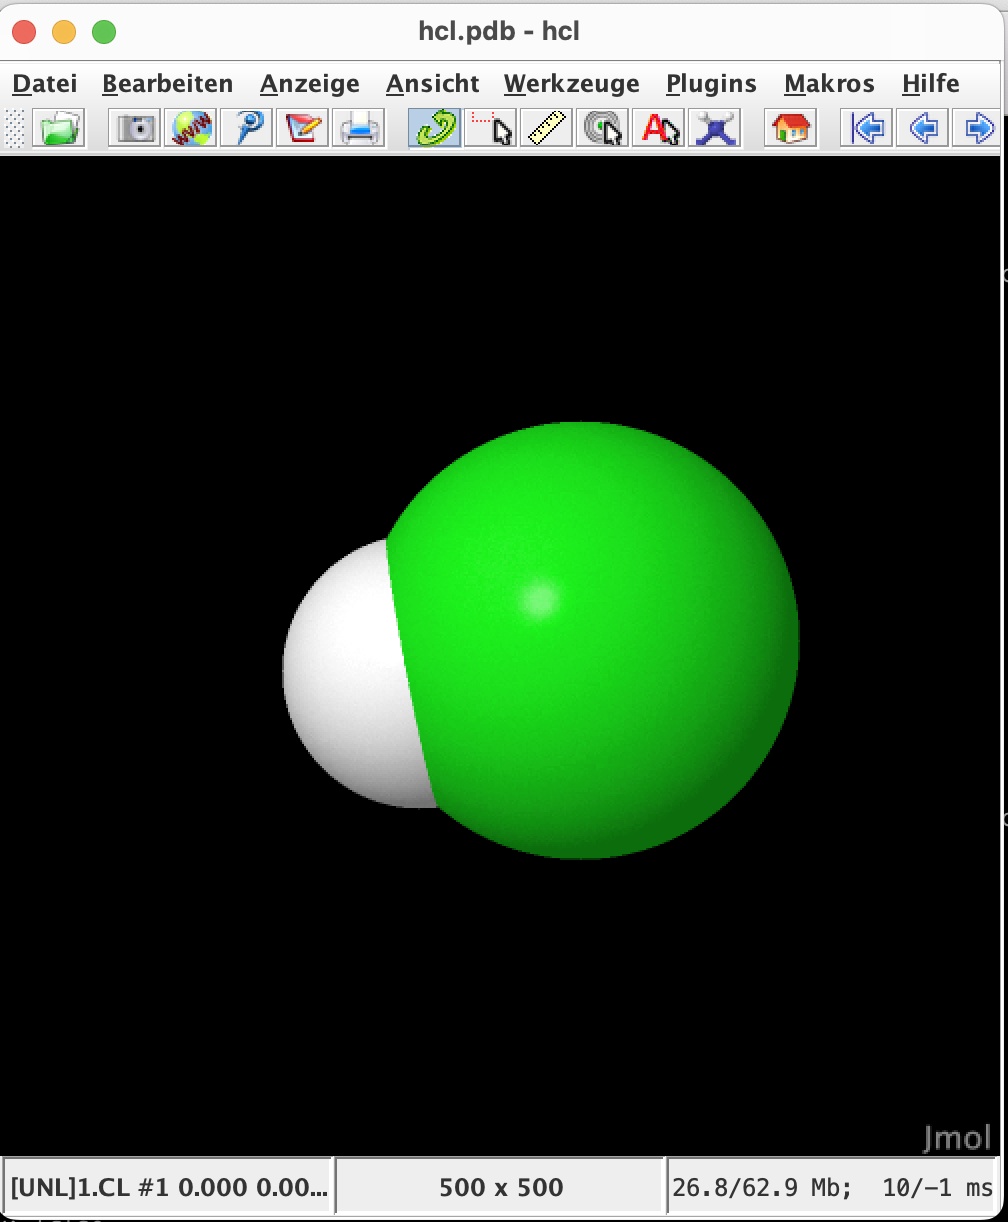 hcl.pdb - hcl
Datei Bearbeiten Anzeige Ansicht Werkzeuge Plugins Makros Hilfe
WWW A
Jmol
[UNL]1.CL #1 0.000 0.00... 500 x 500 26.8/62.9 Mb; 10/-1 ms